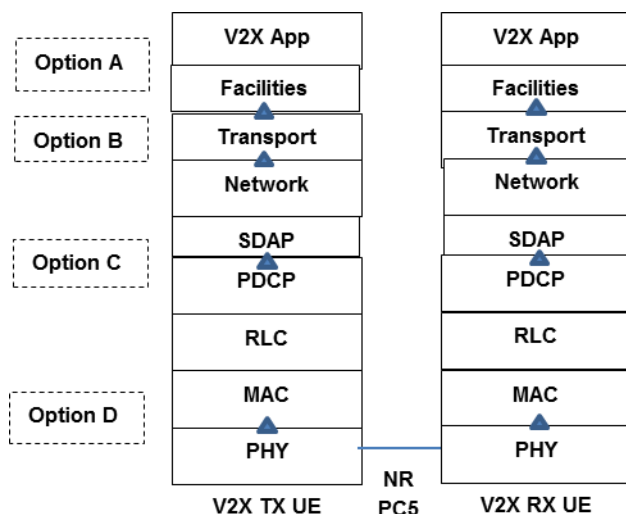 Option A
Option B
Option C
Option D
V2X App
Facilities
Transport
Network
SDAP
PDCP
RLC
MAC
PHY
V2X TX UE
NR
PC5
V2X App
Facilities
Transport
Network
SDAP
PDCP
RLC
MAC
PHY
V2X RX UE